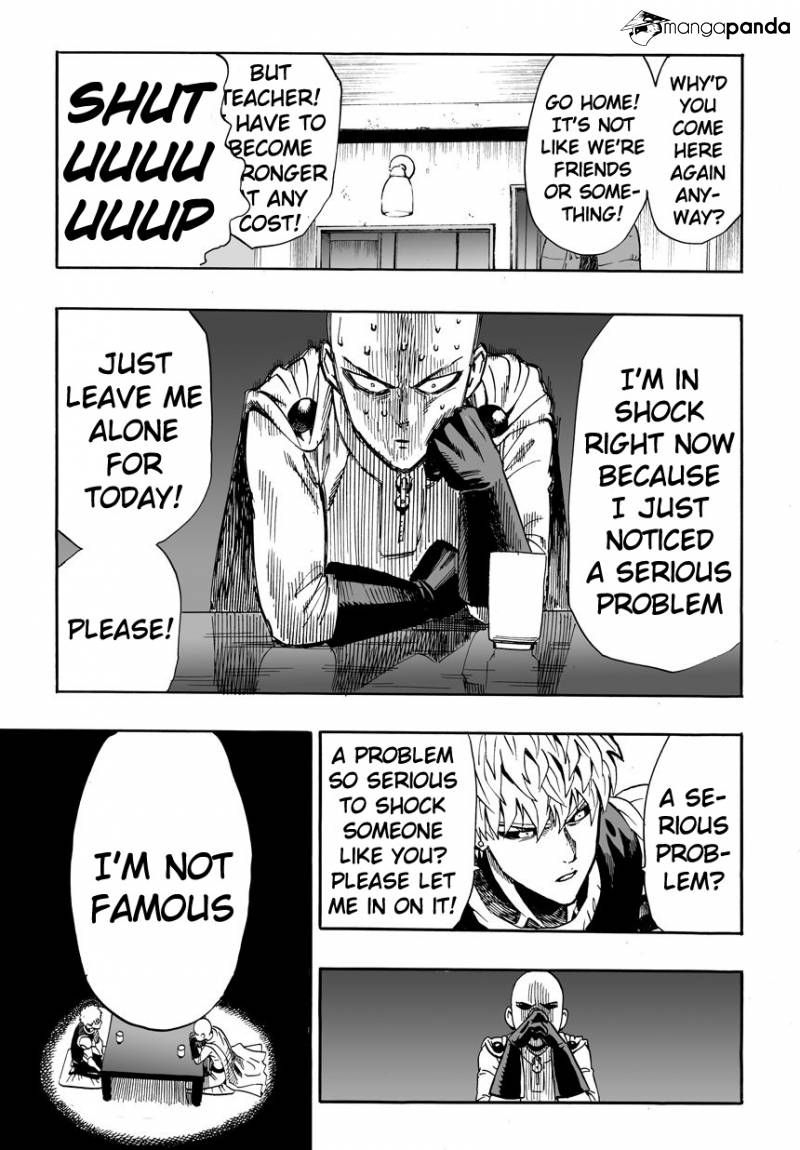 mangapanda
WHY'D
YOU
COME
HERE
AGAIN
ANY-
WAY?
GO HOME!
IT'S NOT
LIKE WE'RE
FRIENDS
OR SOME-
THING!
BUT
TEACHER!
HAVE TO
BECOME
RONGER
T ANY
COST!
SHUT
UUUU
UUUP
I'M IN
SHOCK
RIGHT NOW
BECAUSE
I JUST
NOTICED
A SERIOUS
PROBLEM
JUST
LEAVE ME
ALONE
FOR
TODAY!
PLEASE!
A SE-
RIOUS
PROB-
LEM?
A PROBLEM
SO SERIOUS
TO SHOCK
SOMEONE
LIKE YOU?
PLEASE LET
ME IN ON IT!
I'M NOT
FAMOUS